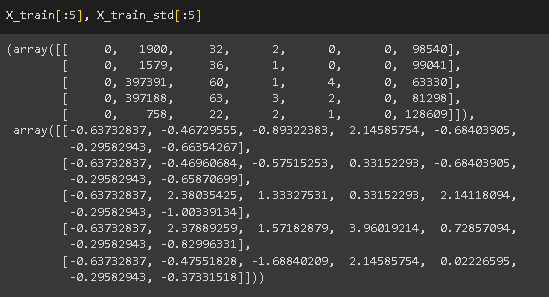 X_train[:5], X_train_std[:5]
(array([[     0,   1900,     32,      2,      0,      0,  98540],
        [     0,   1579,     36,      1,      0,      0,  99041],
        [     0, 397391,     60,      1,      4,      0,  63330],
        [     0, 397188,     63,      3,      2,      0,  81298],
        [     0,    758,     22,      2,      1,      0, 128609]]),
 array([[-0.63732837, -0.46729555, -0.89322383,  2.14585754, -0.68403905,
         -0.29582943, -0.66354267],
        [-0.63732837, -0.46960684, -0.57515253,  0.33152293, -0.68403905,
         -0.29582943, -0.65870699],
        [-0.63732837,  2.38035425,  1.33327531,  0.33152293,  2.14118094,
         -0.29582943, -1.00339134],
        [-0.63732837,  2.37889259,  1.57182879,  3.96019214,  0.72857094,
         -0.29582943, -0.82996331],
        [-0.63732837, -0.47551828, -1.68840209,  2.14585754,  0.02226595,
         -0.29582943, -0.37331518]]))